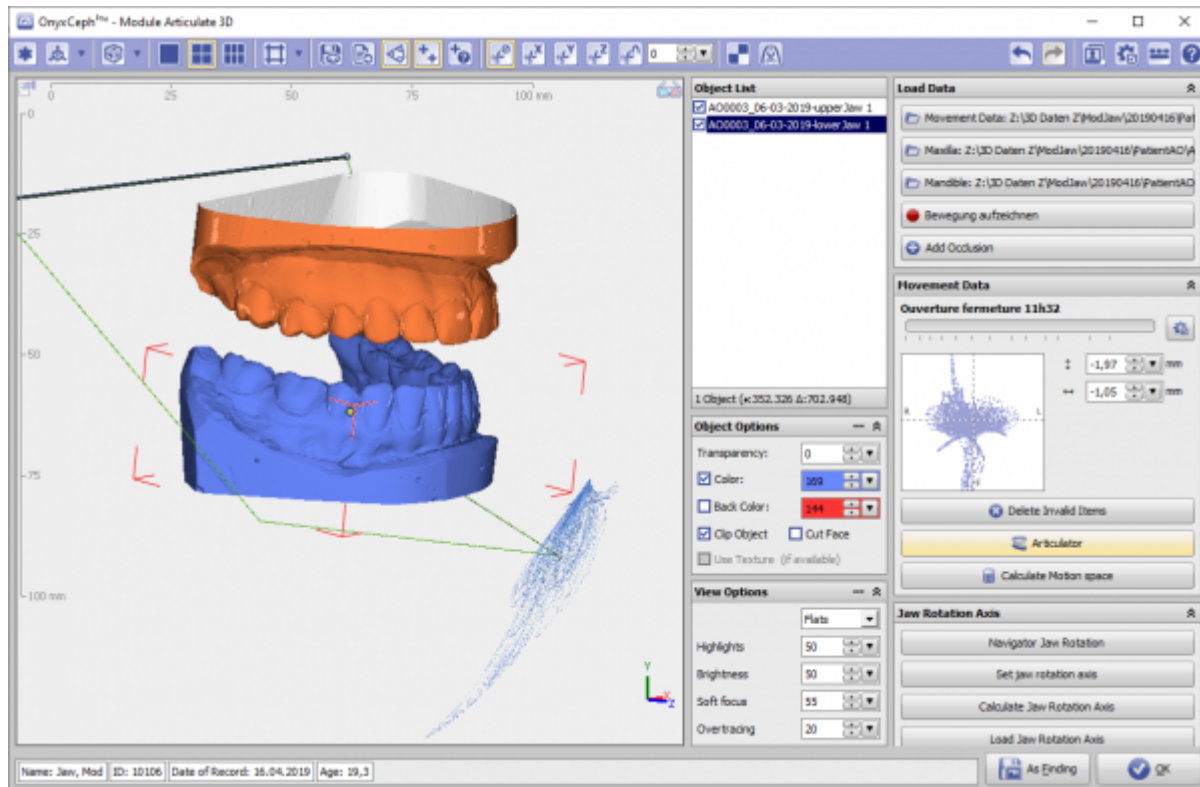 OnyxCeph³™ - Module Articulate 3D
0
0 25 50 75 100 mm
0
25
50
75
100 mm
Y
X
Z
Object List
AO0003_06-03-2019-upperJaw 1
AO0003_06-03-2019-lowerJaw 1
1 Object (∢:352.326 Δ:702.948)
Object Options
Transparency: 0
Color: 169
Back Color: 144
Clip Object Cut Face
Use Texture (if available)
View Options
Flats
Highlights 50
Brightness 50
Soft focus 55
Overtracing 20
Load Data
Movement Data: Z:\3D Daten Z\ModJaw\20190416\Pat
Maxilla: Z:\3D Daten Z\ModJaw\20190416\PatientAO\A
Mandible: Z:\3D Daten Z\ModJaw\20190416\PatientAO
Bewegung aufzeichnen
Add Occlusion
Movement Data
Ouverture fermeture 11h32
R L
-1,97 mm
-1,05 mm
Delete Invalid Items
Articulator
Calculate Motion space
Jaw Rotation Axis
Navigator Jaw Rotation
Set jaw rotation axis
Calculate Jaw Rotation Axis
Load Jaw Rotation Axis
Name: Jaw, Mod ID: 10106 Date of Record: 16.04.2019 Age: 19,3
As Finding
OK